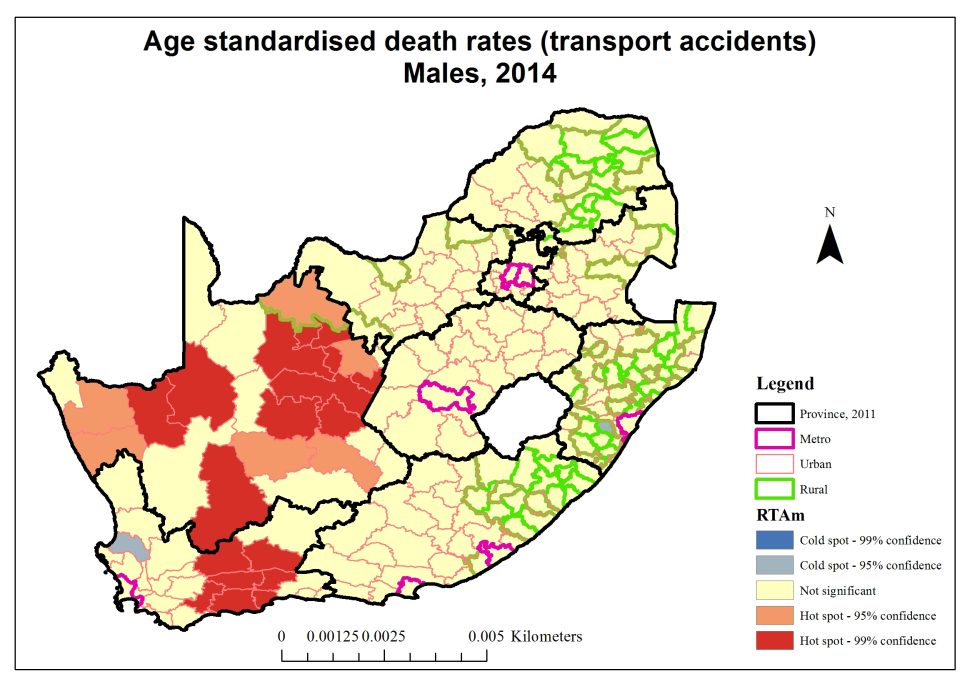 Age standardised death rates (transport accidents)
Males, 2014
N
Legend
Province, 2011
Metro
Urban
Rural
RTAm
Cold spot - 99% confidence
Cold spot - 95% confidence
Not significant
Hot spot - 95% confidence
Hot spot - 99% confidence
0 0.00125 0.0025 0.005 Kilometers